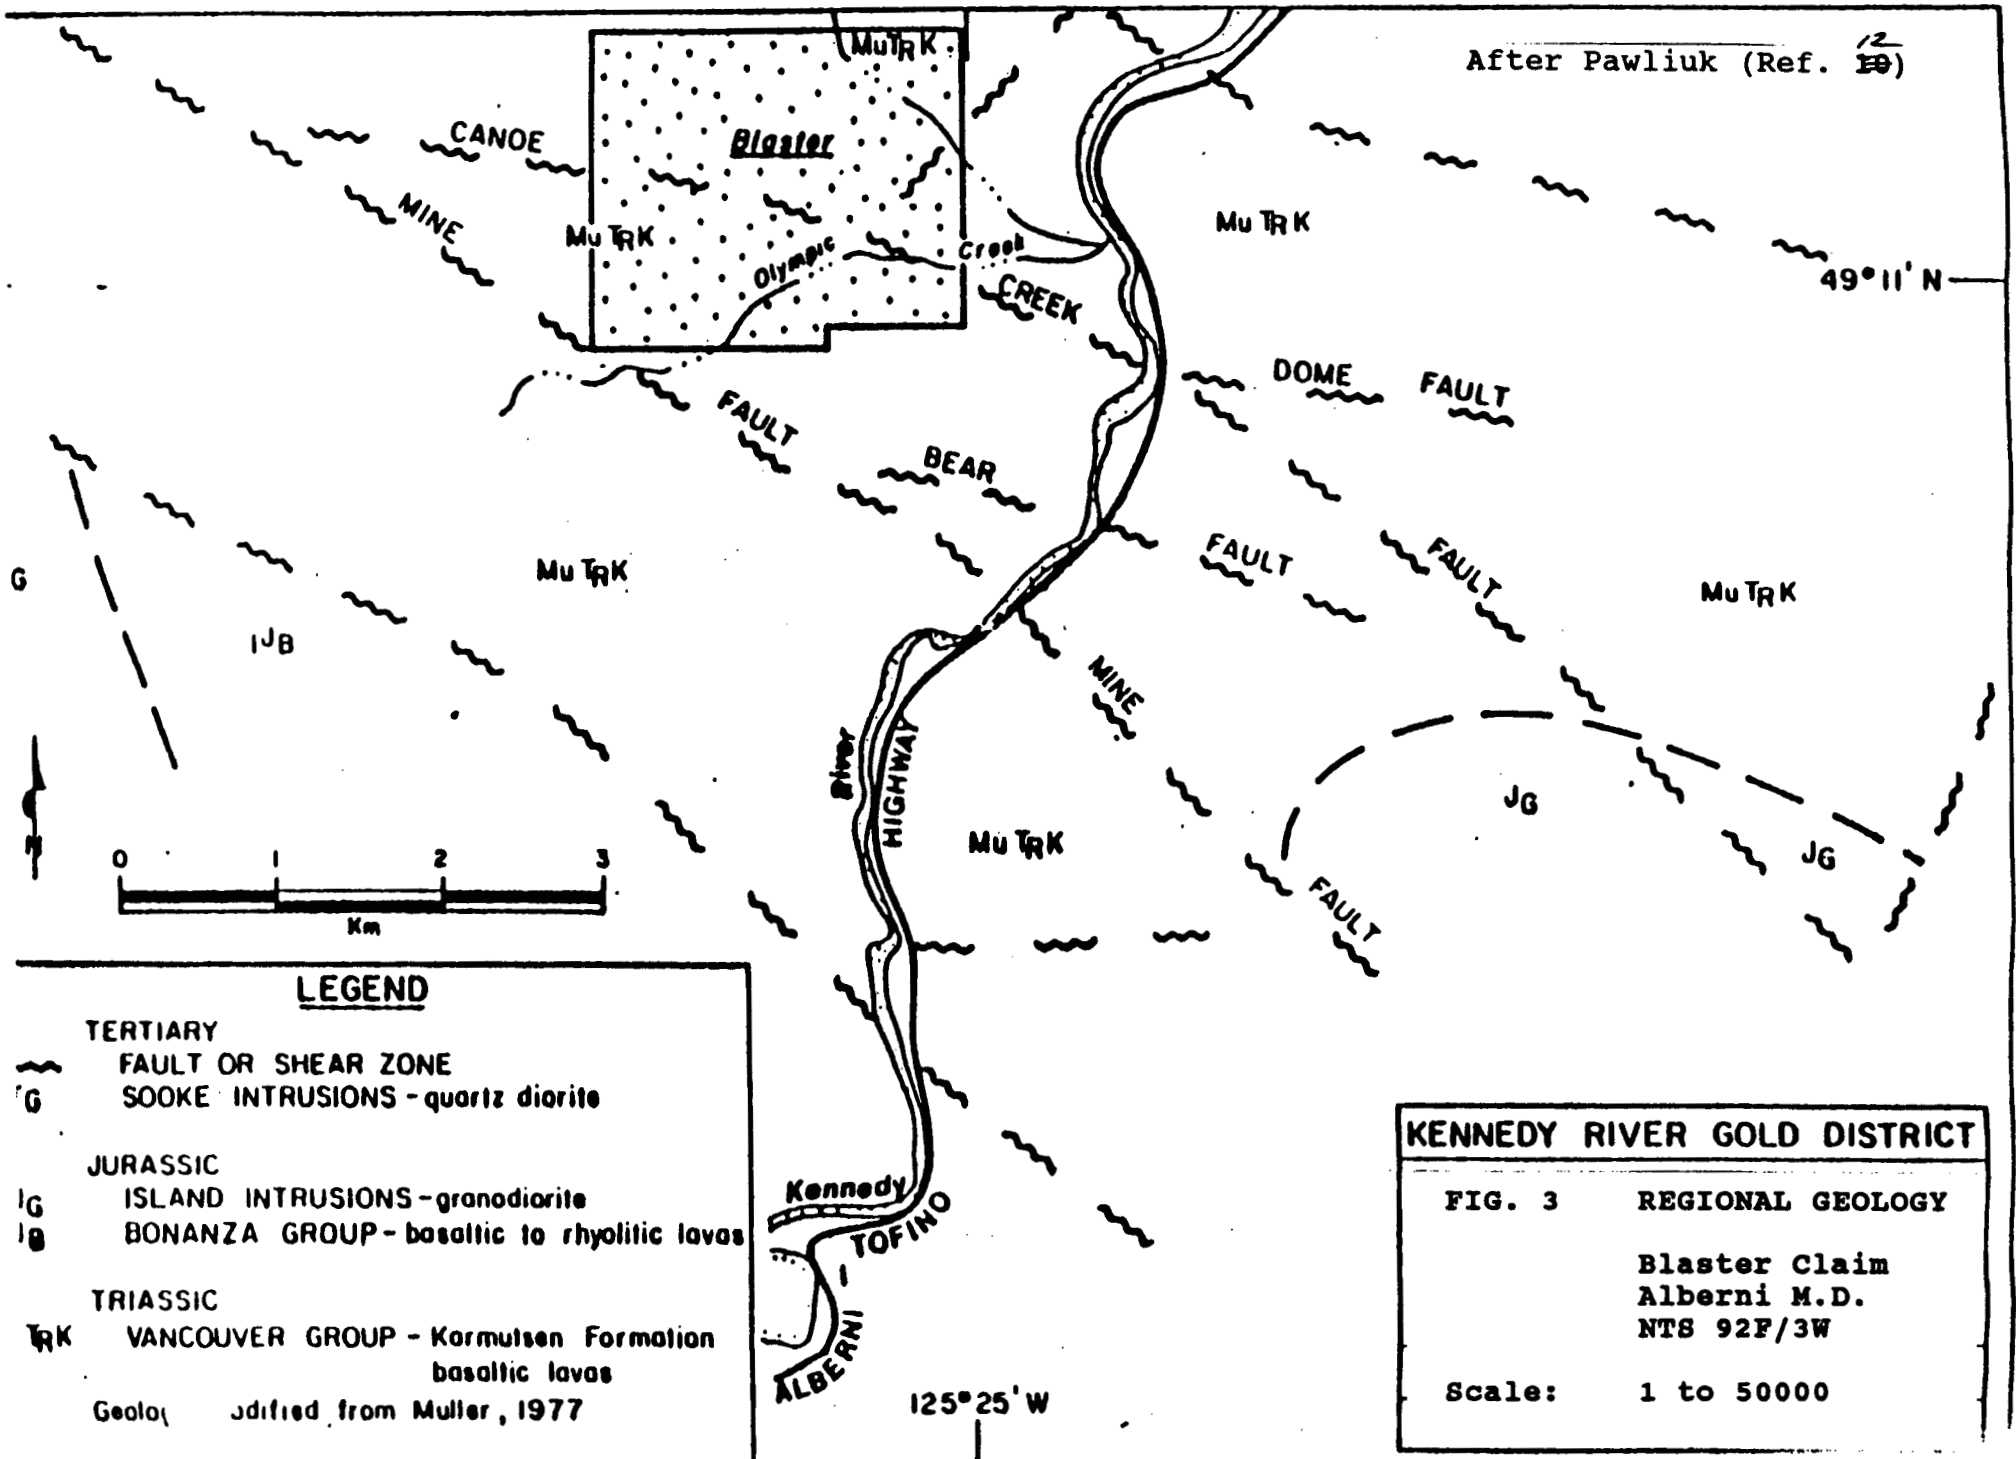 After Pawliuk (Ref. 12)
MuTRK
CANOE
Blaster
MINE
MuTRK
MuTRK
Olympic
Creek
CREEK
49°11'N
DOME FAULT
FAULT
BEAR
FAULT
FAULT
MuTRK
MuTRK
G
IJB
MINE
River
HIGHWAY
MuTRK
JG
JG
FAULT
N
0 1 2 3
Km
LEGEND
TERTIARY
FAULT OR SHEAR ZONE
G SOOKE INTRUSIONS - quartz diorite
JURASSIC
IG ISLAND INTRUSIONS - granodiorite
BONANZA GROUP - basaltic to rhyolitic lavas
TRIASSIC
TRK VANCOUVER GROUP - Karmutsen Formation
basaltic lavas
from Muller, 1977
Kennedy
TOFINO
-
ALBERNI
125°25'W
KENNEDY RIVER GOLD DISTRICT
FIG. 3 REGIONAL GEOLOGY
Blaster Claim
Alberni M.D.
NTS 92F/3W
Scale: 1 to 50000